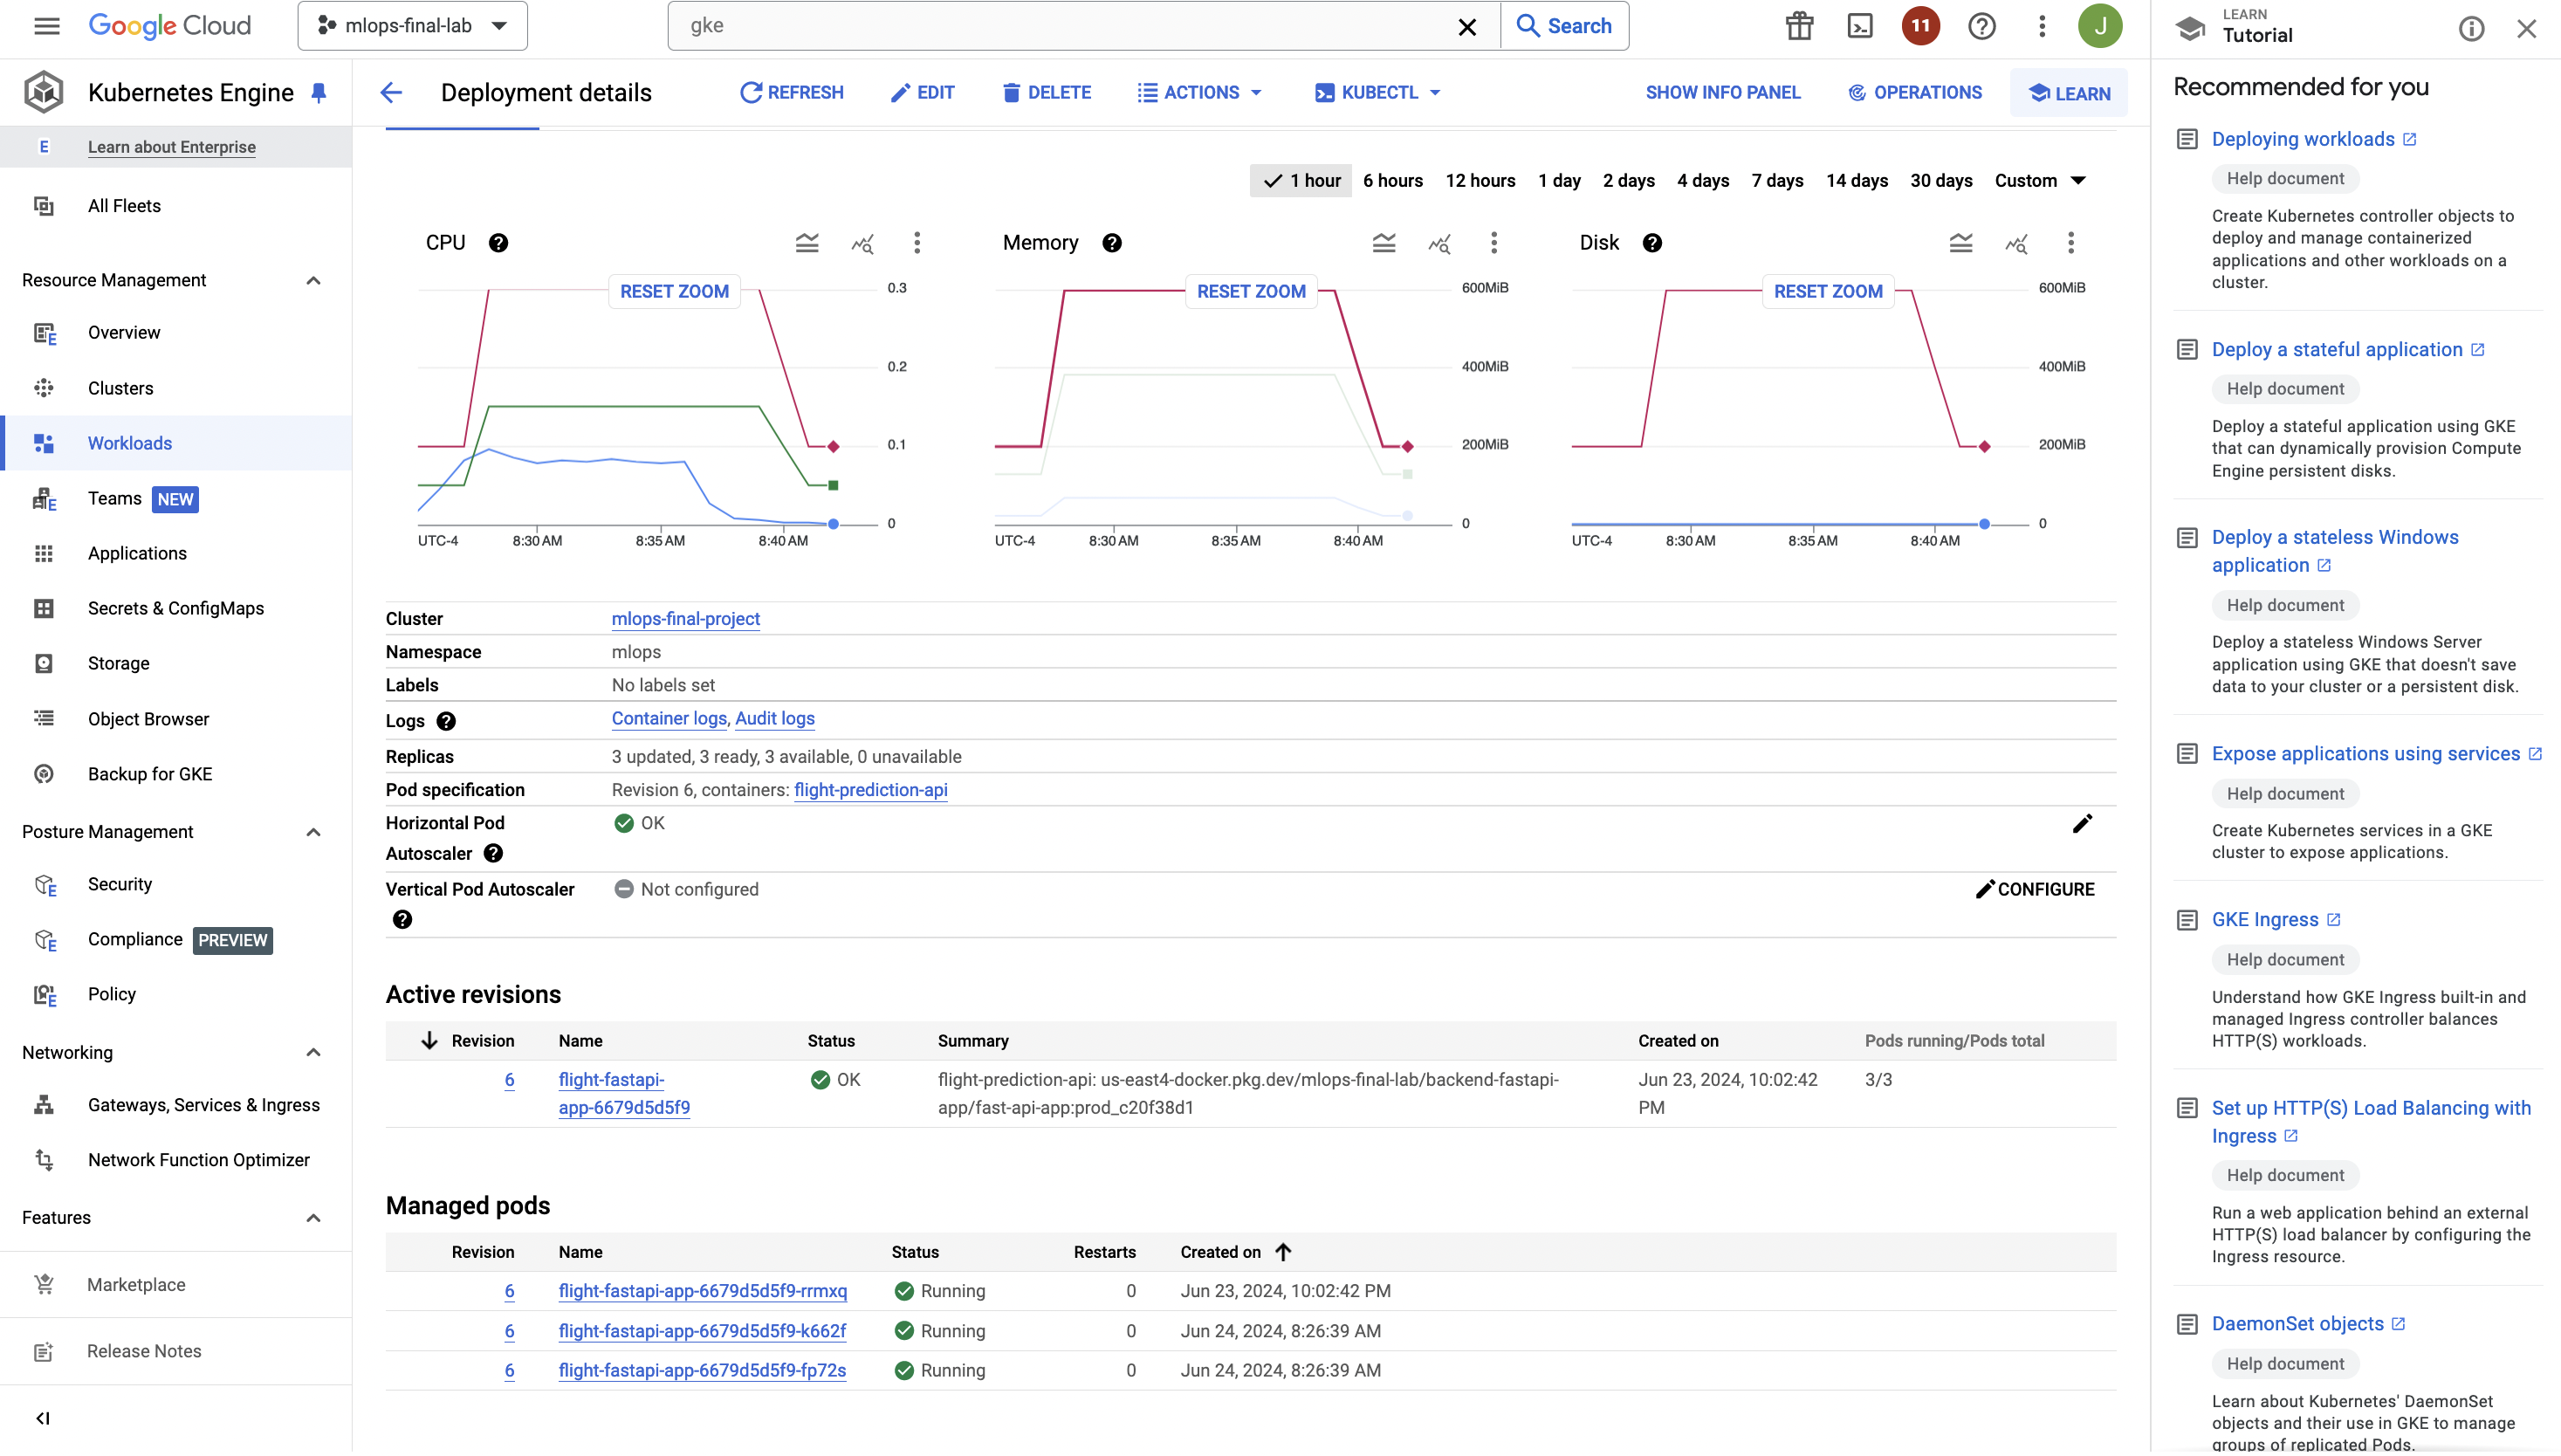 Google Cloud
mlops-final-lab
gke
Search
11
J
Kubernetes Engine
E Learn about Enterprise
All Fleets
Resource Management
Overview
Clusters
Workloads
Teams NEW
Applications
Secrets & ConfigMaps
Storage
Object Browser
Backup for GKE
Posture Management
Security
Compliance PREVIEW
Policy
Networking
Gateways, Services & Ingress
Network Function Optimizer
Features
Marketplace
Release Notes
Deployment details
REFRESH
EDIT
DELETE
ACTIONS
KUBECTL
SHOW INFO PANEL
OPERATIONS
LEARN
1 hour 6 hours 12 hours 1 day 2 days 4 days 7 days 14 days 30 days Custom
CPU
RESET ZOOM
0.3
0.2
0.1
0
UTC-4 8:30 AM 8:35 AM 8:40 AM
Memory
RESET ZOOM
600MiB
400MiB
200MiB
0
UTC-4 8:30 AM 8:35 AM 8:40 AM
Disk
RESET ZOOM
600MiB
400MiB
200MiB
0
UTC-4 8:30 AM 8:35 AM 8:40 AM
Cluster mlops-final-project
Namespace mlops
Labels No labels set
Logs Container logs, Audit logs
Replicas 3 updated, 3 ready, 3 available, 0 unavailable
Pod specification Revision 6, containers: flight-prediction-api
Horizontal Pod OK
Autoscaler
Vertical Pod Autoscaler Not configured CONFIGURE
Active revisions
Revision Name Status Summary Created on Pods running/Pods total
6 flight-fastapi- OK flight-prediction-api: us-east4-docker.pkg.dev/mlops-final-lab/backend-fastapi- Jun 23, 2024, 10:02:42 3/3
app-6679d5d5f9 app/fast-api-app:prod_c20f38d1 PM
Managed pods
Revision Name Status Restarts Created on
6 flight-fastapi-app-6679d5d5f9-rrmxq Running 0 Jun 23, 2024, 10:02:42 PM
6 flight-fastapi-app-6679d5d5f9-k662f Running 0 Jun 24, 2024, 8:26:39 AM
6 flight-fastapi-app-6679d5d5f9-fp72s Running 0 Jun 24, 2024, 8:26:39 AM
LEARN
Tutorial
Recommended for you
Deploying workloads
Help document
Create Kubernetes controller objects to
deploy and manage containerized
applications and other workloads on a
cluster.
Deploy a stateful application
Help document
Deploy a stateful application using GKE
that can dynamically provision Compute
Engine persistent disks.
Deploy a stateless Windows
application
Help document
Deploy a stateless Windows Server
application using GKE that doesn't save
data to your cluster or a persistent disk.
Expose applications using services
Help document
Create Kubernetes services in a GKE
cluster to expose applications.
GKE Ingress
Help document
Understand how GKE Ingress built-in and
managed Ingress controller balances
HTTP(S) workloads.
Set up HTTP(S) Load Balancing with
Ingress
Help document
Run a web application behind an external
HTTP(S) load balancer by configuring the
Ingress resource.
DaemonSet objects
Help document
Learn about Kubernetes' DaemonSet
objects and their use in GKE to manage
groups of replicated Pods.